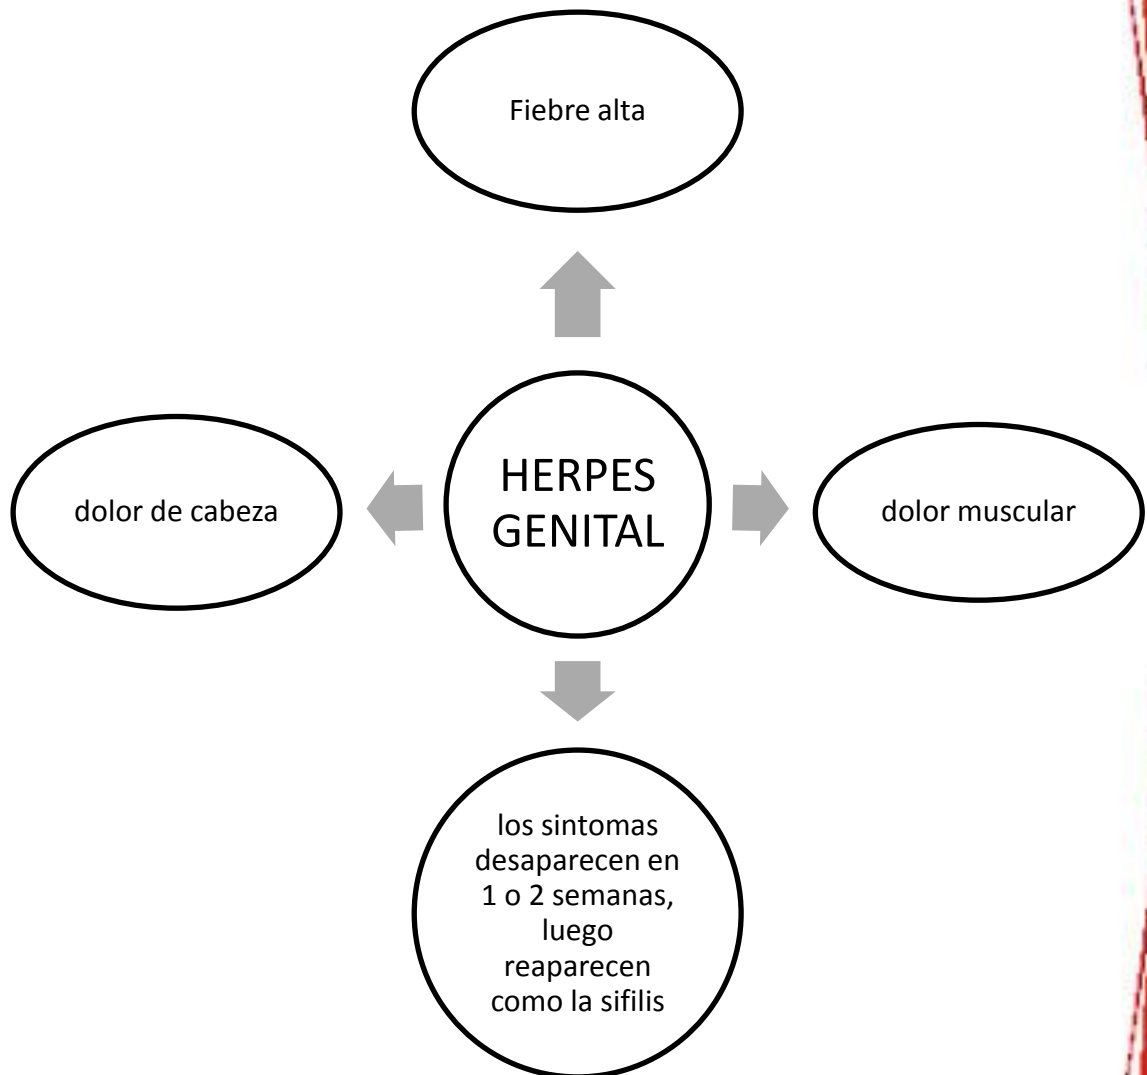 Fiebre alta
dolor de cabeza
HERPES
GENITAL
dolor muscular
los sintomas
desaparecen en
1 o 2 semanas,
luego
reaparecen
como la sifilis